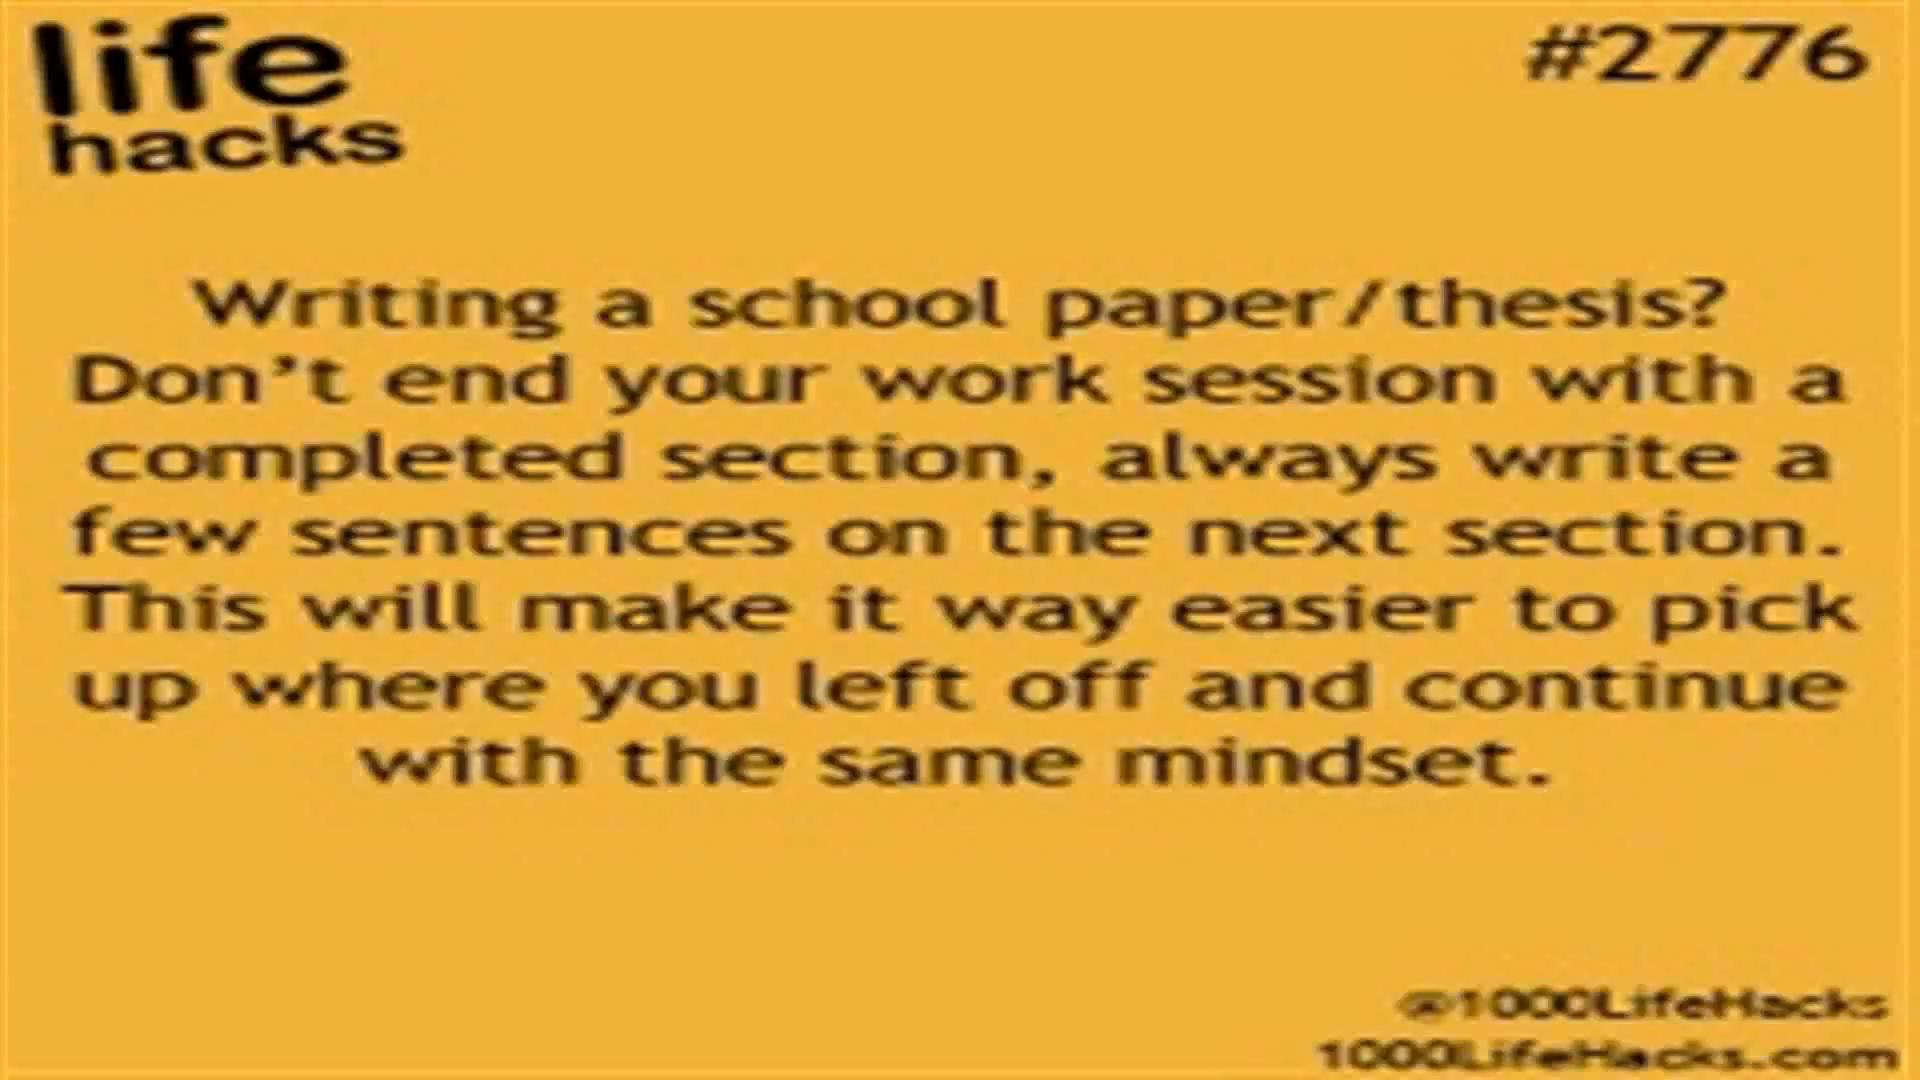 life
hacks
#2776
Writing a school paper/thesis?
Don't end your work session with a
completed section, always write a
few sentences on the next section.
This will make it way easier to pick
up where you left off and continue
with the same mindset.
@1000LifeHacks
1000LifeHacks.com